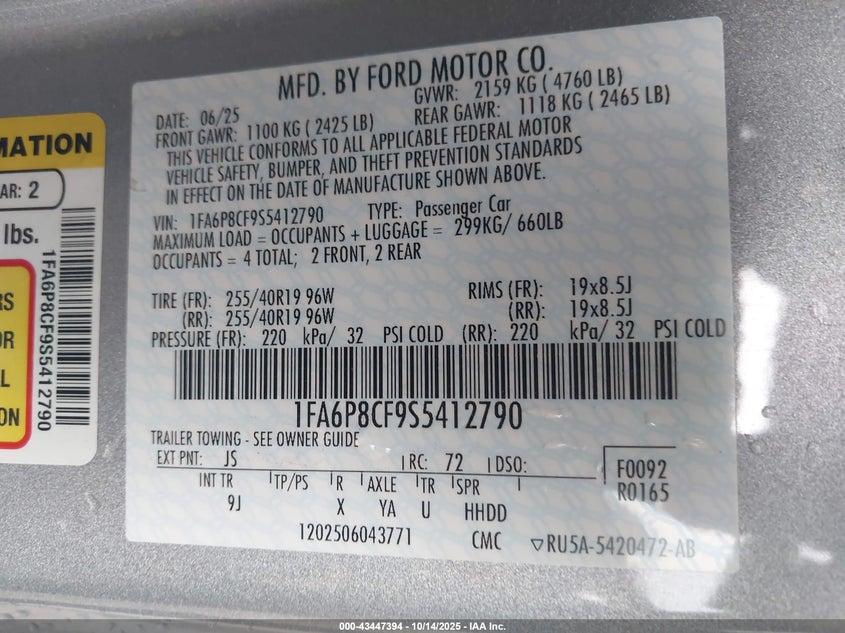 MFD. BY FORD MOTOR CO.
DATE: 06/25 GVWR: 2159 KG ( 4760 LB)
FRONT GAWR: 1100 KG ( 2425 LB) REAR GAWR: 1118 KG ( 2465 LB)
THIS VEHICLE CONFORMS TO ALL APPLICABLE FEDERAL MOTOR
VEHICLE SAFETY, BUMPER, AND THEFT PREVENTION STANDARDS
IN EFFECT ON THE DATE OF MANUFACTURE SHOWN ABOVE.
VIN: 1FA6P8CF9S5412790 TYPE: Passenger Car
MAXIMUM LOAD = OCCUPANTS + LUGGAGE = 299KG/ 660LB
OCCUPANTS = 4 TOTAL; 2 FRONT, 2 REAR
TIRE (FR): 255/40R19 96W RIMS (FR): 19x8.5J
(RR): 255/40R19 96W (RR): 19x8.5J
PRESSURE (FR): 220 kPa/ 32 PSI COLD (RR): 220 kPa/ 32 PSI COLD
1FA6P8CF9S5412790
TRAILER TOWING - SEE OWNER GUIDE
EXT PNT: JS RC: 72 DSO:
F0092
R0165
INT TR TP/PS R AXLE TR SPR
9J X YA U HHDD
1202506043771 CMC RU5A-5420472-AB
MATION
AR: 2
lbs.
RS
OR
L
ON
1FA6P8CF9S5412790
000-43447394 - 10/14/2025 - IAA Inc.